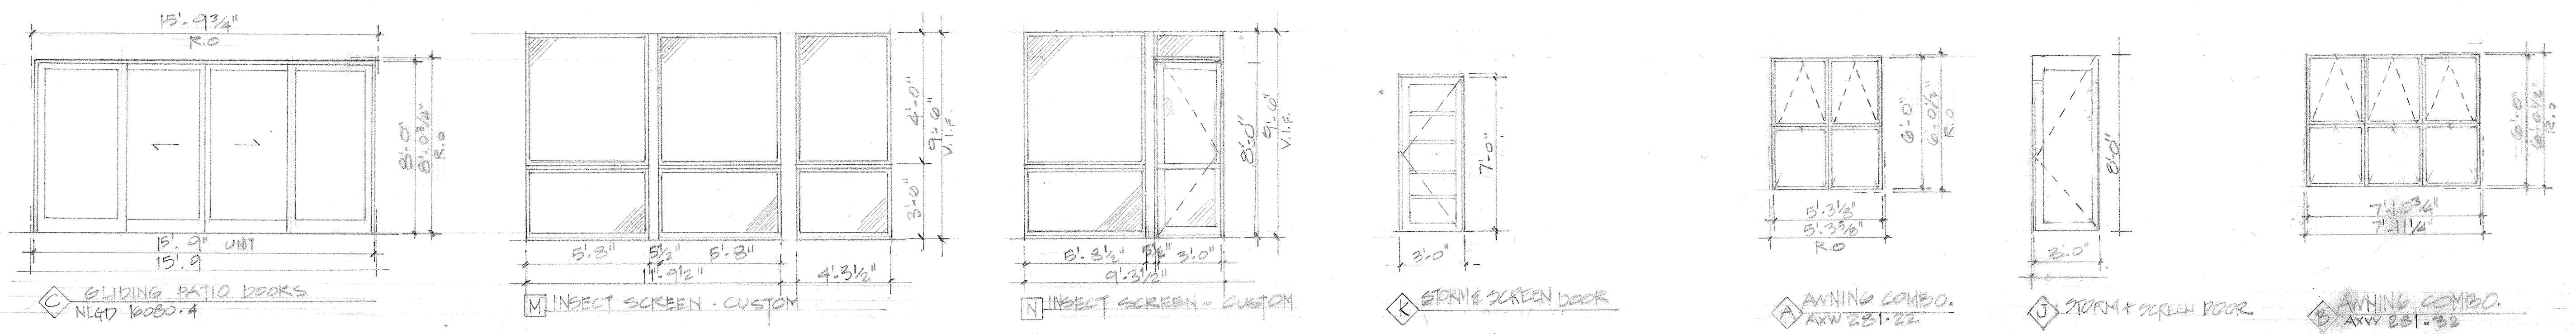 15'-9 3/4"
R.O
8'-0"
8'-0 3/4"
R.O
15'-9" UNIT
15'-9
C GLIDING PATIO DOORS
NLGD 16080-4
4'-0"
9'-6"
V.I.F.
3'-6"
5'-8" 5 1/2" 5'-8"
11'-9 1/2" 4'-3 1/2"
M INSECT SCREEN - CUSTOM
8'-0"
9'-6"
V.I.F.
5'-8 1/2" 3'-0"
9'-3 1/2"
N INSECT SCREEN - CUSTOM
7'-0"
3'-0"
K STORM & SCREEN DOOR
6'-0"
6'-0 1/2"
R.O
5'-3 1/8"
5'-3 5/8"
R.O
A AWNING COMBO.
AXW 281-22
8'-0"
3'-0"
J STORM & SCREEN DOOR
6'-0"
6'-0 1/2"
R.O
7'-10 3/4"
7'-11 1/4"
B AWNING COMBO.
AXW 281-32